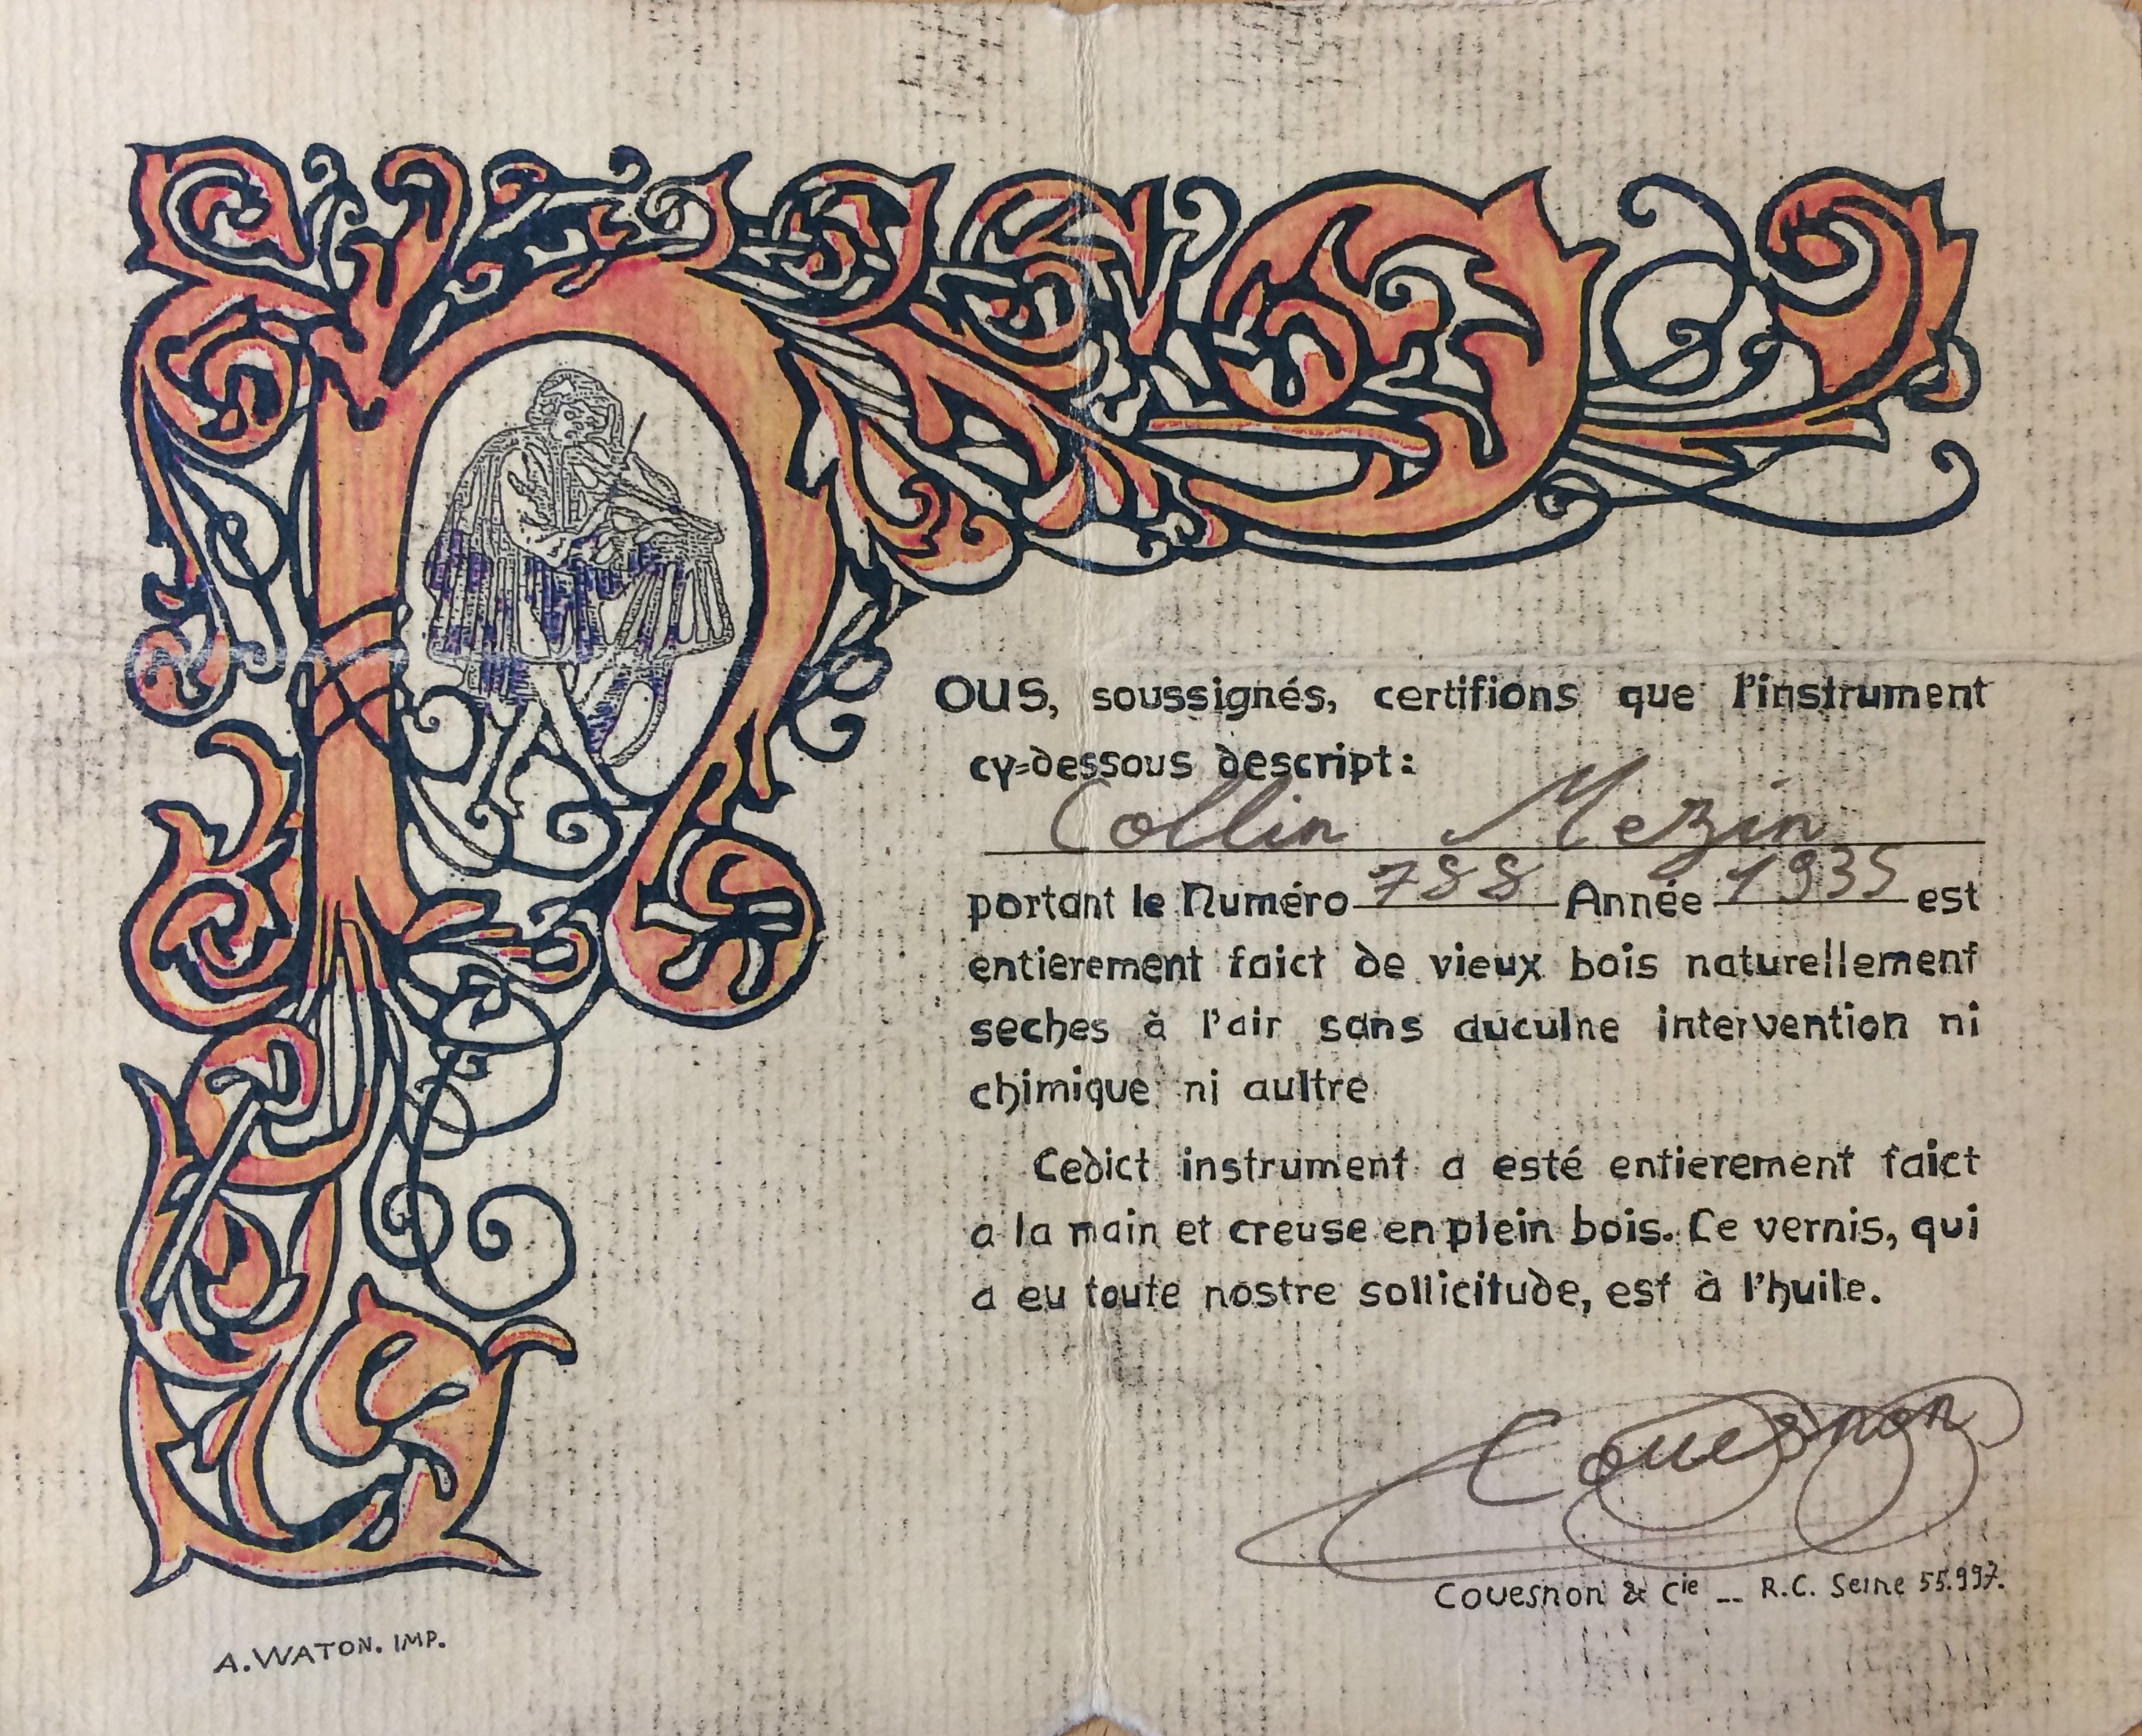 NOUS, soussignés, certifions que l'instrument
cy=dessous descript:
Collin Mezin
portant le Numéro 788 Année 1935 est
entierement faict de vieux bois naturellement
seches à l'air sans auculne intervention ni
chimique ni aultre
Cedict instrument a esté entierement faict
a la main et creuse en plein bois. Le vernis, qui
a eu toute nostre sollicitude, est à l'huile.
Couesnon
Couesnon & Cie -- R.C. Seine 55.997.
A. WATON. IMP.